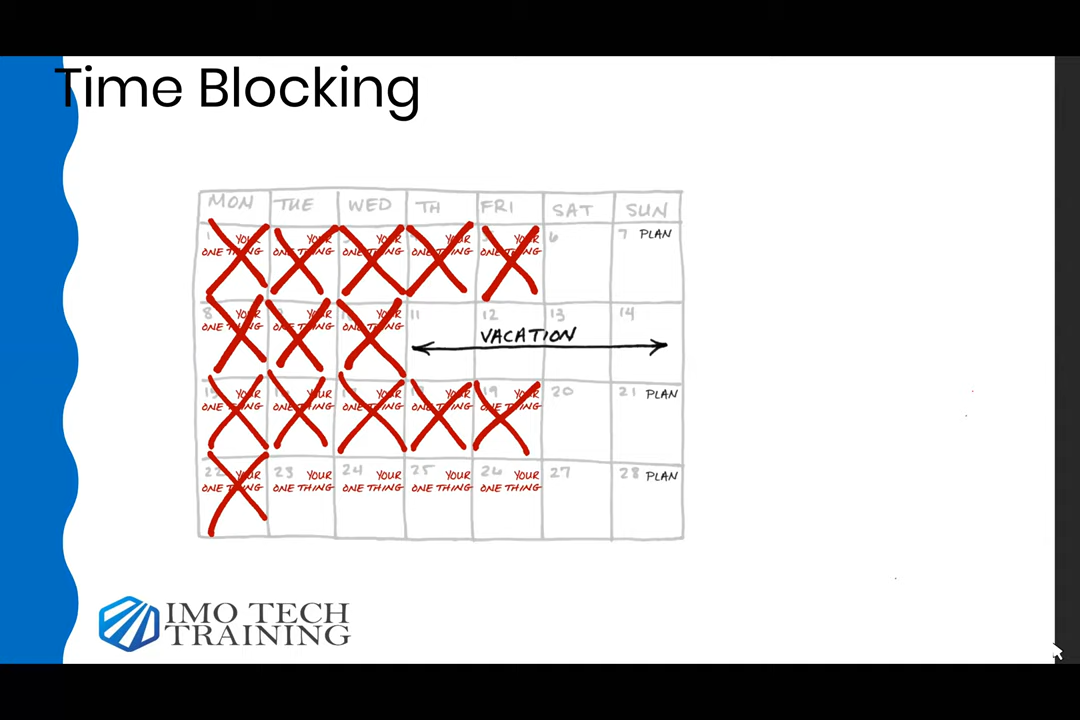 Time Blocking
MON TUE WED TH FRI SAT SUN
1 YOUR YOUR YOUR YOUR YOUR 6 7 PLAN
ONE THING ONE THING ONE THING ONE THING ONE THING
8 YOUR YOUR YOUR 11 12 13 14
ONE THING ONE THING ONE THING
VACATION
15 YOUR YOUR YOUR YOUR 19 YOUR 20 21 PLAN
ONE THING ONE THING ONE THING ONE THING ONE THING
22 YOUR 23 YOUR 24 YOUR 25 YOUR 26 YOUR 27 28 PLAN
ONE THING ONE THING ONE THING ONE THING ONE THING
IMO TECH
TRAINING